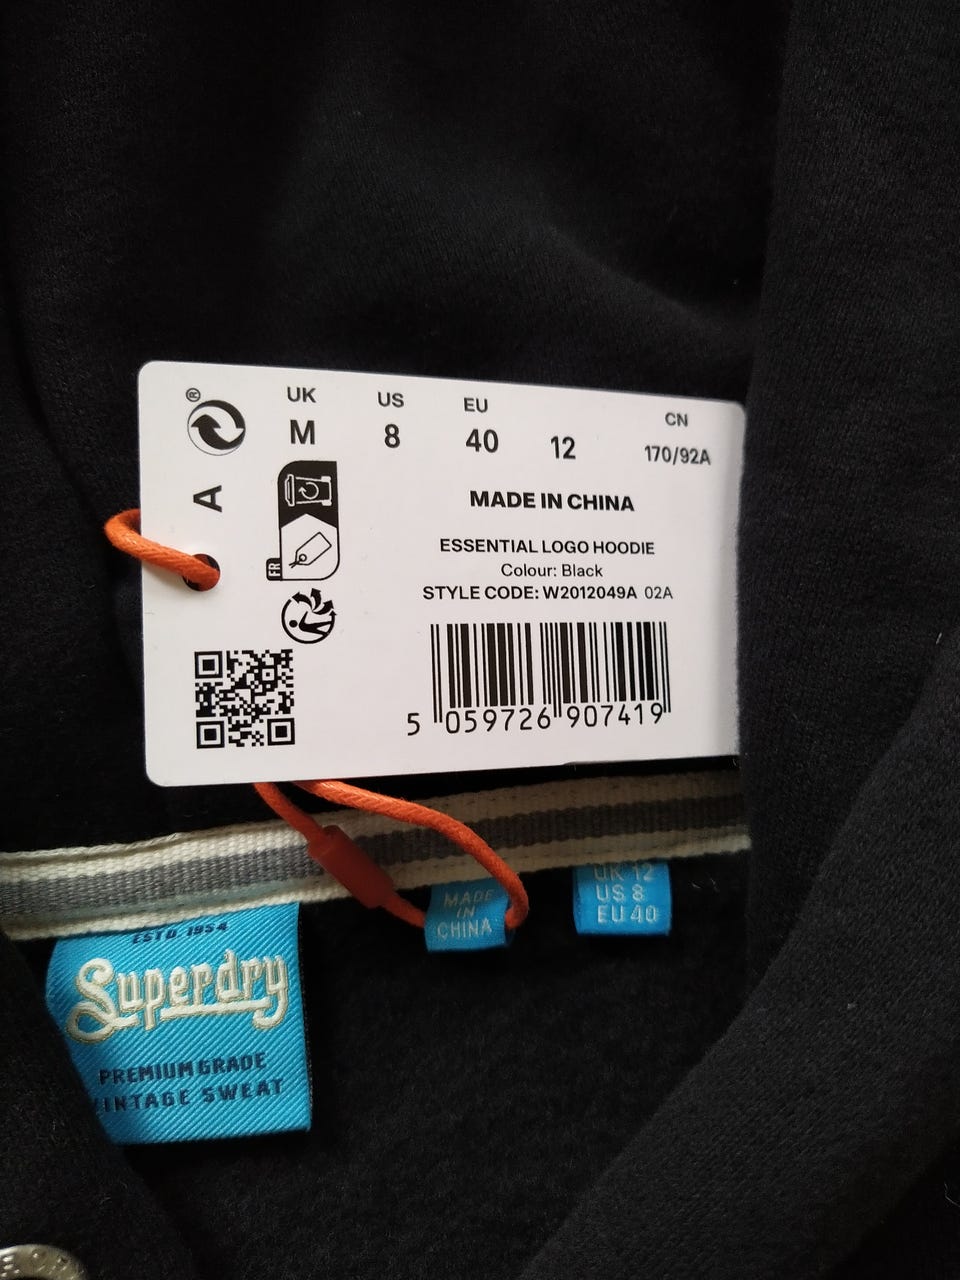 ®
UK US EU CN
M 8 40 12 170/92A
A
MADE IN CHINA
ESSENTIAL LOGO HOODIE
Colour: Black
STYLE CODE: W2012049A 02A
FR
5 059726 907419
UK 12
US 8
EU 40
MADE
IN
CHINA
ESTD. 1954
Superdry
PREMIUM GRADE
VINTAGE SWEAT